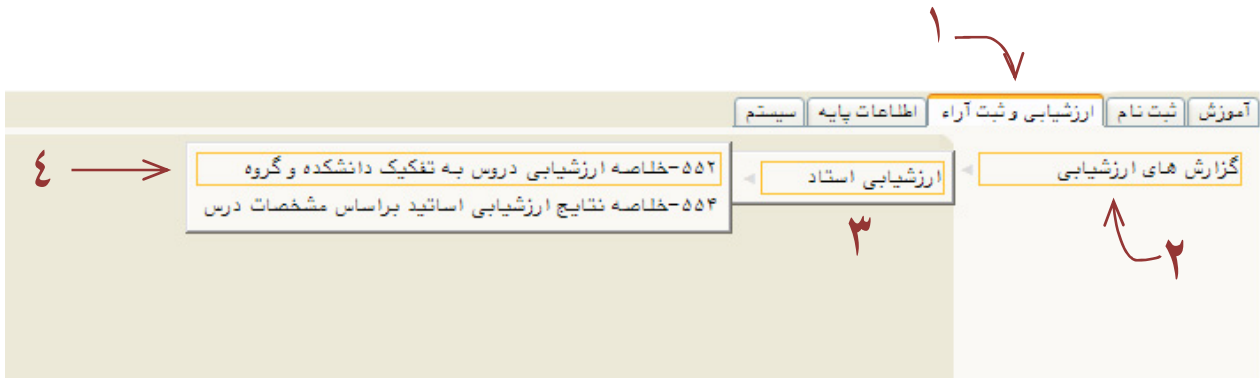 ۱
آموزش ثبت نام ارزشیابی و ثبت آراء اطلاعات پایه سیستم
گزارش های ارزشیابی
۲
ارزشیابی استاد
۳
۵۵۲-خلاصه ارزشیابی دروس به تفکیک دانشکده و گروه
٤
۵۵۴-خلاصه نتایج ارزشیابی اساتید براساس مشخصات درس